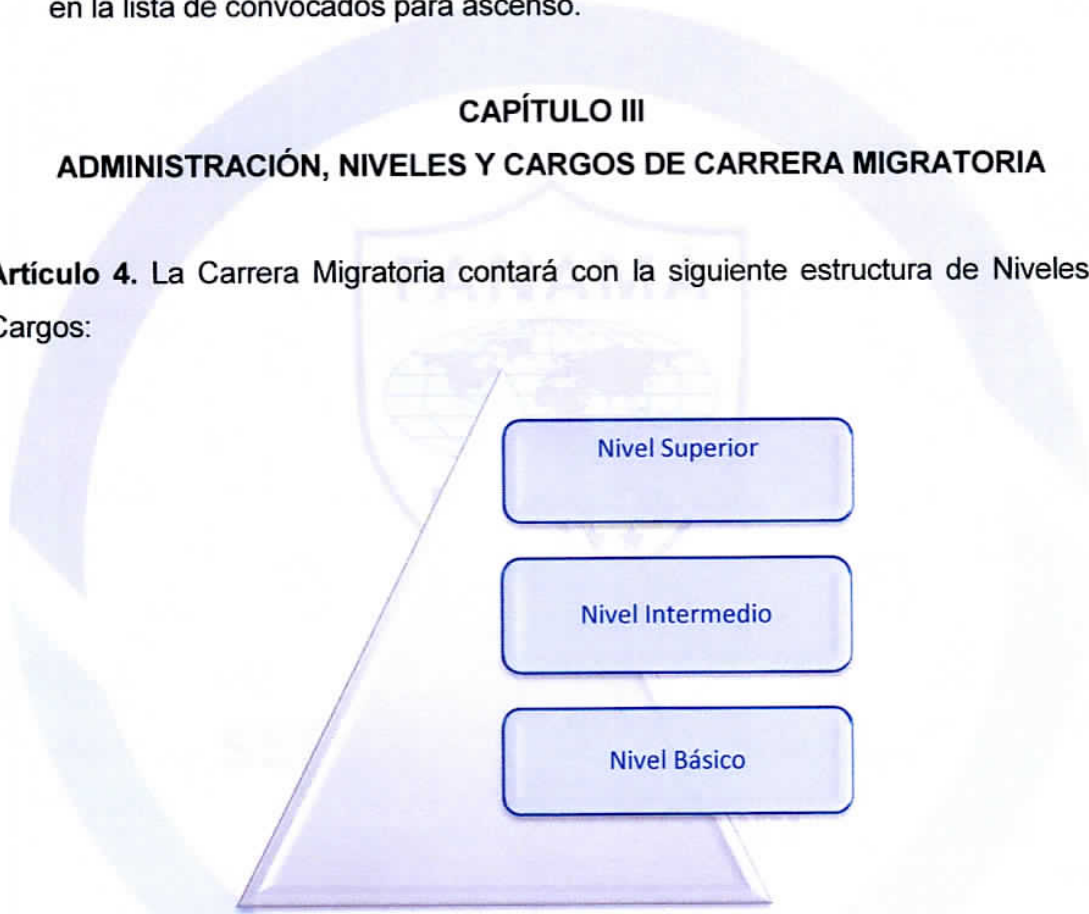 en la lista de convocados para ascenso.
CAPÍTULO III
ADMINISTRACIÓN, NIVELES Y CARGOS DE CARRERA MIGRATORIA
Artículo 4. La Carrera Migratoria contará con la siguiente estructura de Niveles
Cargos:
PANAMÁ
Nivel Superior
Nivel Intermedio
Nivel Básico